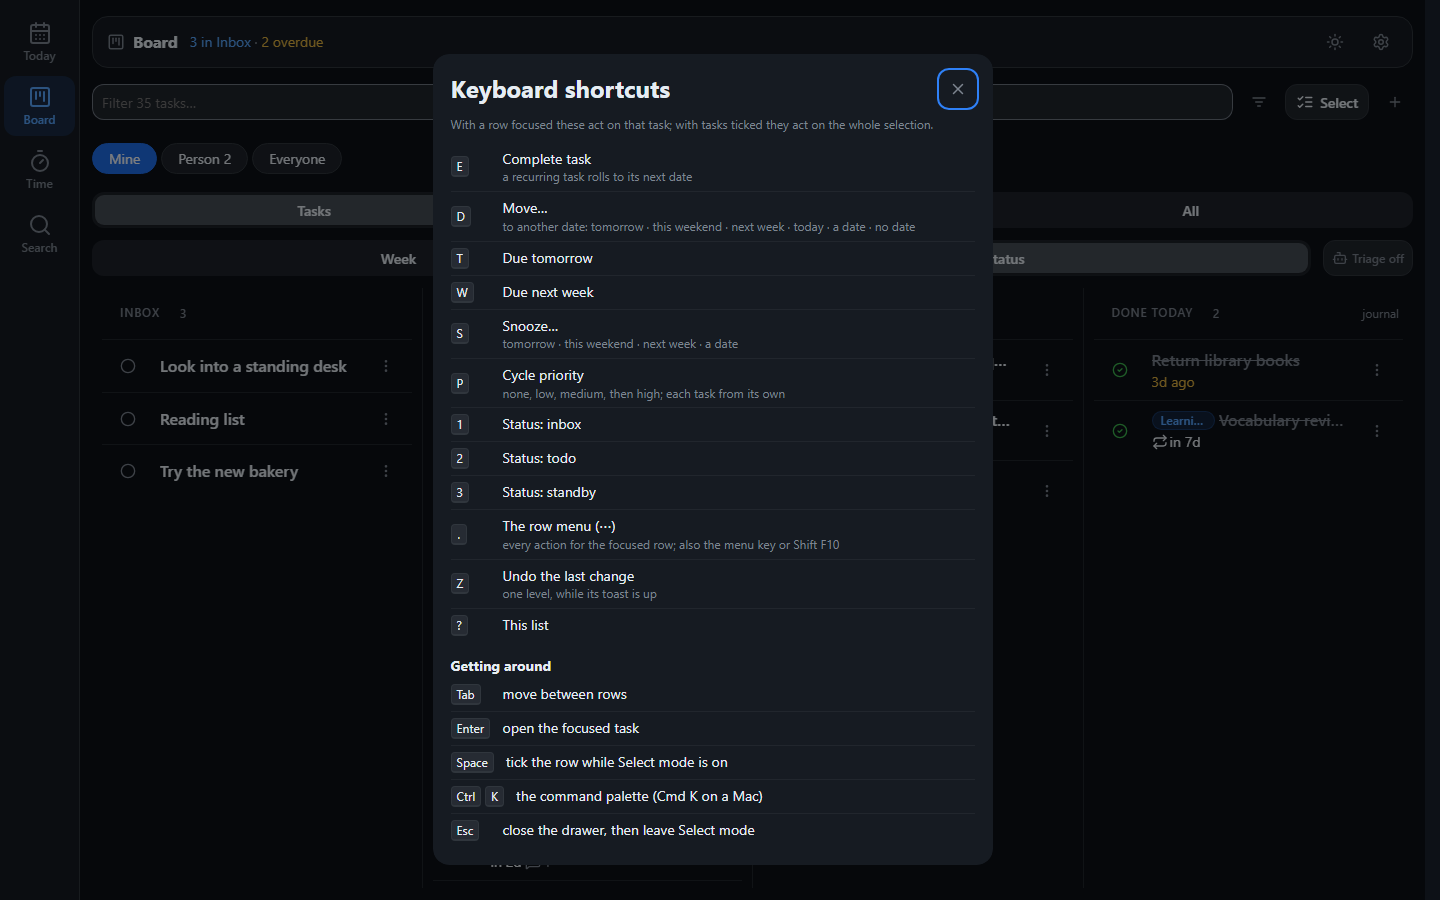 Today
Board
Time
Search
Board 3 in Inbox · 2 overdue
Filter 35 tasks...
Select
Mine Person 2 Everyone
Tasks
All
Week
tatus
Triage off
INBOX 3
Look into a standing desk
Reading list
Try the new bakery
Keyboard shortcuts
With a row focused these act on that task; with tasks ticked they act on the whole selection.
E Complete task
a recurring task rolls to its next date
D Move...
to another date: tomorrow · this weekend · next week · today · a date · no date
T Due tomorrow
W Due next week
S Snooze...
tomorrow · this weekend · next week · a date
P Cycle priority
none, low, medium, then high; each task from its own
1 Status: inbox
2 Status: todo
3 Status: standby
. The row menu (···)
every action for the focused row; also the menu key or Shift F10
Z Undo the last change
one level, while its toast is up
? This list
Getting around
Tab move between rows
Enter open the focused task
Space tick the row while Select mode is on
Ctrl K the command palette (Cmd K on a Mac)
Esc close the drawer, then leave Select mode
DONE TODAY 2 journal
Return library books
3d ago
Learni... Vocabulary revi...
in 7d